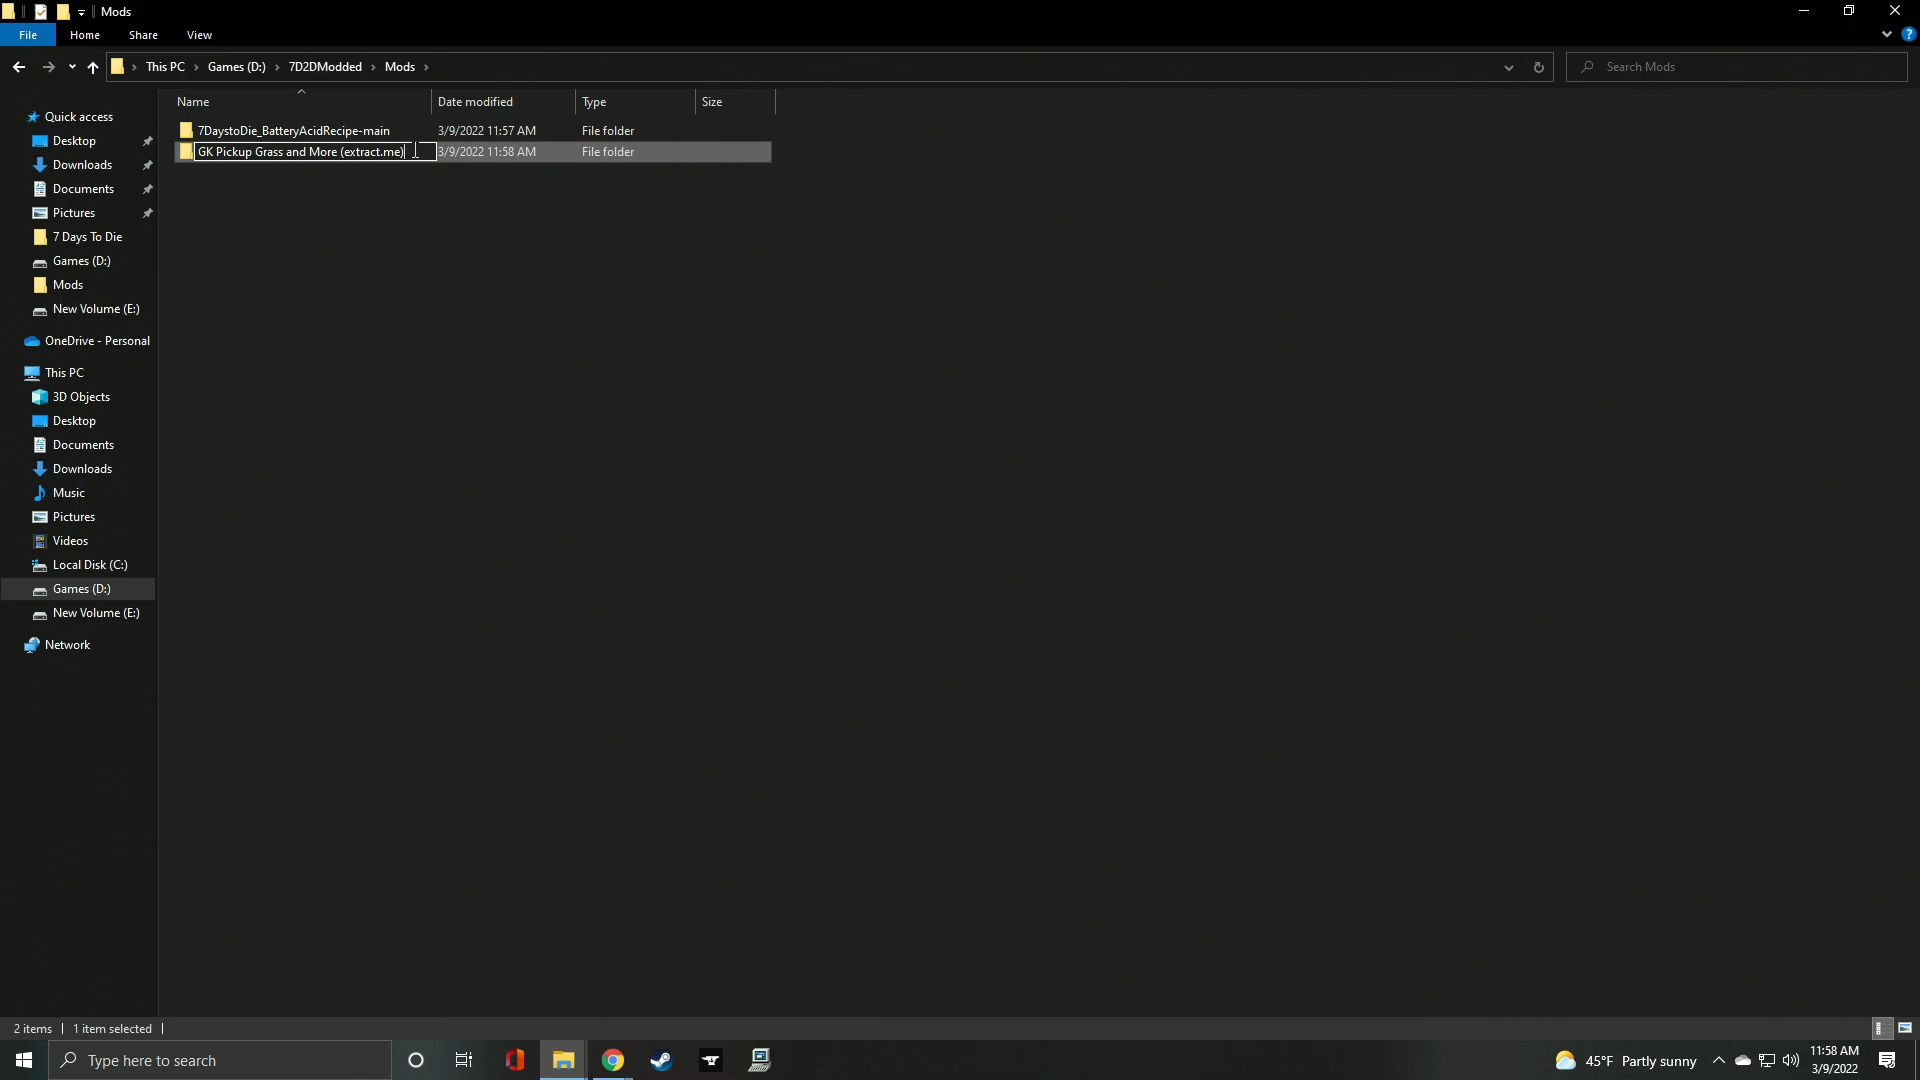 Mods
File
Home
Share
View
This PC
Games (D:)
7D2DModded
Mods
Search Mods
Name
Date modified
Type
Size
7DaystoDie_BatteryAcidRecipe-main
3/9/2022 11:57 AM
File folder
GK Pickup Grass and More (extract.me)
3/9/2022 11:58 AM
File folder
Quick access
Desktop
Downloads
Documents
Pictures
7 Days To Die
Games (D:)
Mods
New Volume (E:)
OneDrive - Personal
This PC
3D Objects
Desktop
Documents
Downloads
Music
Pictures
Videos
Local Disk (C:)
Games (D:)
New Volume (E:)
Network
2 items
1 item selected
Type here to search
45°F Partly sunny
11:58 AM
3/9/2022